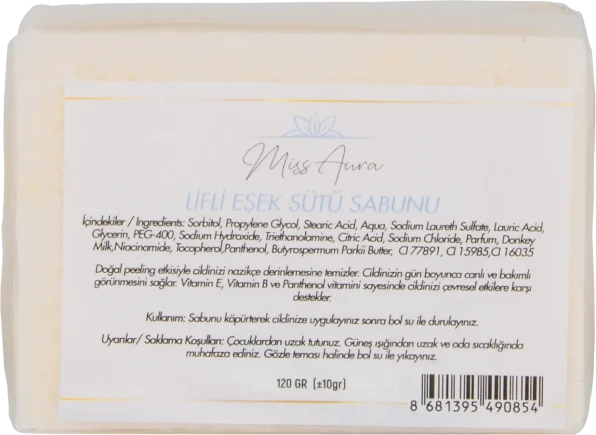 Miss Aura
LİFLİ EŞEK SÜTÜ SABUNU
İçindekiler / Ingredients: Sorbitol, Propylene Glycol, Stearic Acid, Aqua, Sodium Laureth Sulfate, Lauric Acid,
Glycerin, PEG-400, Sodium Hydroxide, Triethanolamine, Citric Acid, Sodium Chloride, Parfum, Donkey
Milk,Niacinamide, Tocopherol,Panthenol, Butyrospermum Parkii Butter, CI 77891, CI 15985,CI 16035
Doğal peeling etkisiyle cildinizi nazikçe derinlemesine temizler. Cildinizin gün boyunca canlı ve bakımlı
görünmesini sağlar. Vitamin E, Vitamin B ve Panthenol vitamini sayesinde cildinizi çevresel etkilere karşı
destekler.
Kullanım: Sabunu köpürterek cildinize uygulayınız sonra bol su ile durulayınız.
Uyarılar/ Saklama Koşulları: Çocuklardan uzak tutunuz. Güneş ışığından uzak ve oda sıcaklığında
muhafaza ediniz. Gözle teması halinde bol su ile yıkayınız.
120 GR (±10gr)
8 681395 490854